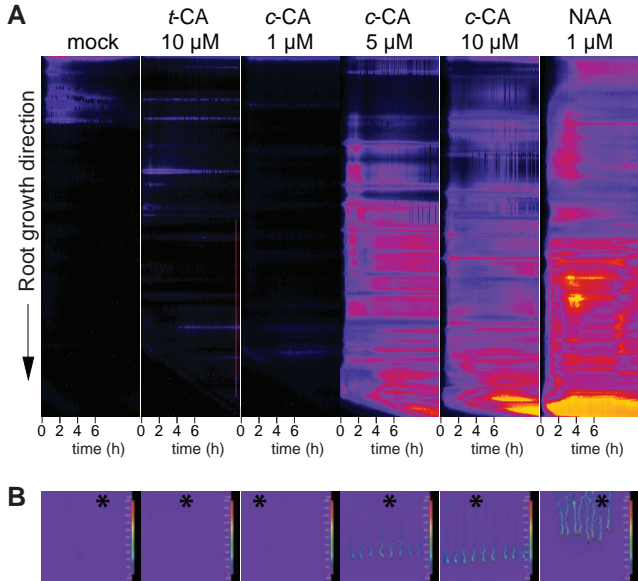 A
mock
t-CA
10 µM
c-CA
1 µM
c-CA
5 µM
c-CA
10 µM
NAA
1 µM
Root growth direction
0 2 4 6
time (h)
0 2 4 6
time (h)
0 2 4 6
time (h)
0 2 4 6
time (h)
0 2 4 6
time (h)
0 2 4 6
time (h)
B
* * * * * *